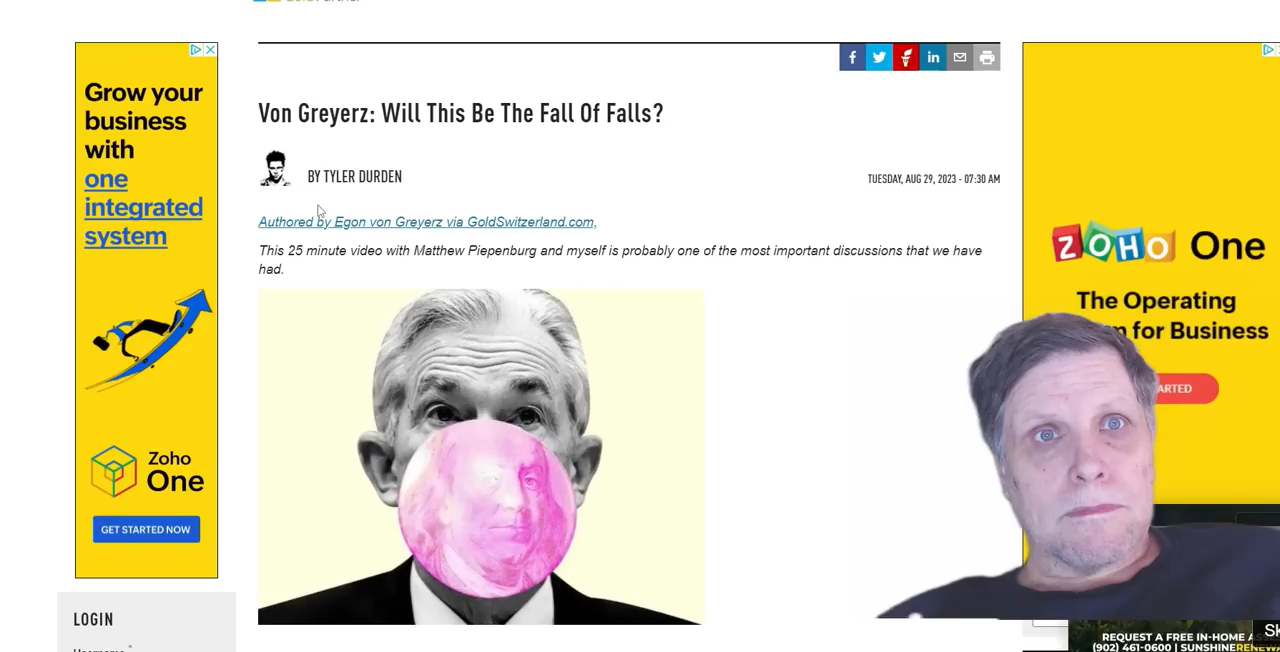 Grow your
business
with
one
integrated
system
Zoho
One
GET STARTED NOW
LOGIN
Von Greyerz: Will This Be The Fall Of Falls?
BY TYLER DURDEN
TUESDAY, AUG 29, 2023 - 07:30 AM
Authored by Egon von Greyerz via GoldSwitzerland.com,
This 25 minute video with Matthew Piepenburg and myself is probably one of the most important discussions that we have
had.
ZOHO One
The Operating
for Business
REQUEST A FREE IN-HOME
(902) 461-0600 |